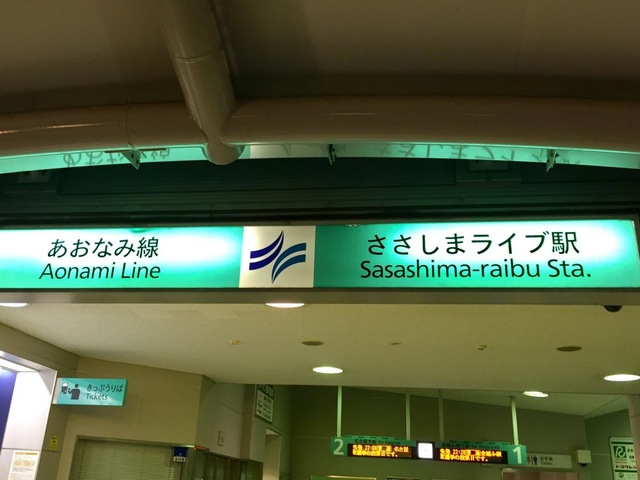 あおなみ線
Aonami Line
ささしまライブ駅
Sasashima-raibu Sta.
きっぷうりば
Tickets
2
1